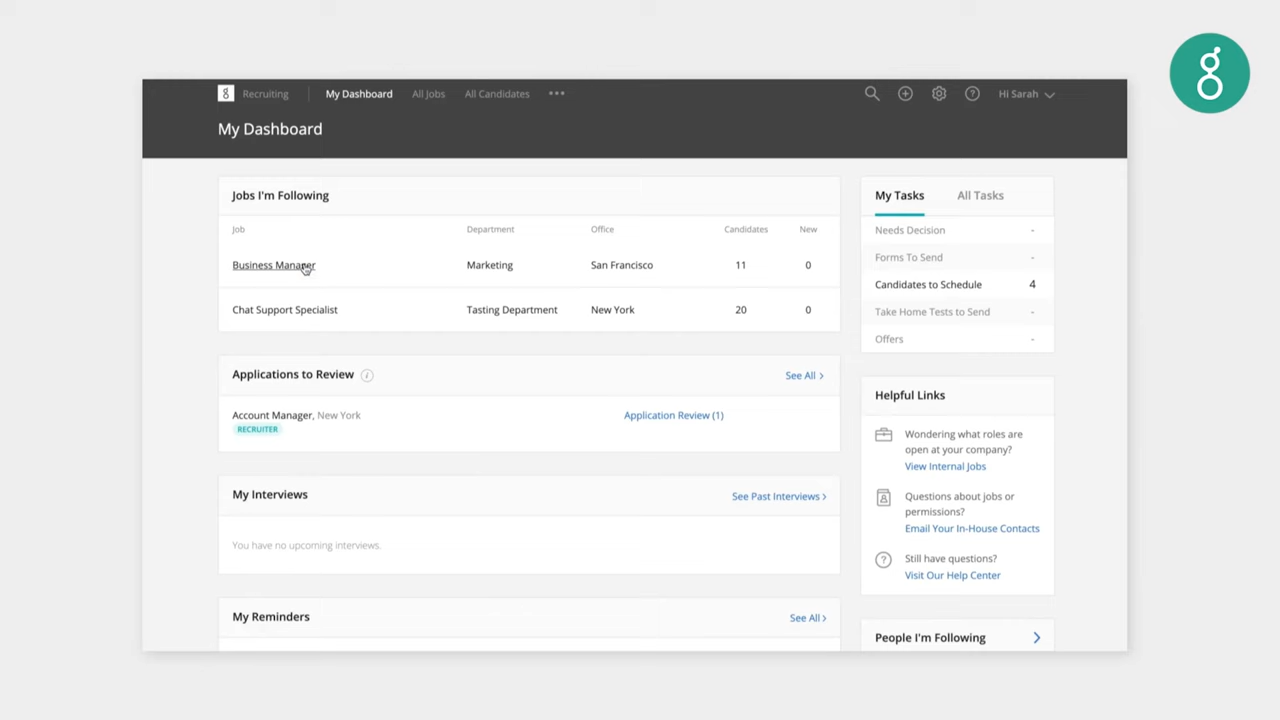 Recruiting
My Dashboard
All Jobs
All Candidates
Hi Sarah
My Dashboard
Jobs I'm Following
Job Department Office Candidates New
Business Manager Marketing San Francisco 11 0
Chat Support Specialist Tasting Department New York 20 0
Applications to Review
See All >
Account Manager, New York
Application Review (1)
RECRUITER
My Interviews
See Past Interviews >
You have no upcoming interviews.
My Reminders
See All >
My Tasks All Tasks
Needs Decision -
Forms To Send -
Candidates to Schedule 4
Take Home Tests to Send -
Offers -
Helpful Links
Wondering what roles are
open at your company?
View Internal Jobs
Questions about jobs or
permissions?
Email Your In-House Contacts
Still have questions?
Visit Our Help Center
People I'm Following